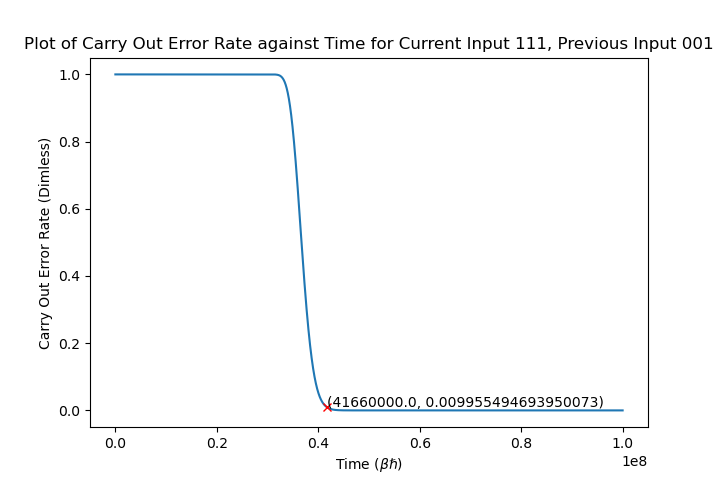 Plot of Carry Out Error Rate against Time for Current Input 111, Previous Input 001
Carry Out Error Rate (Dimless)
1.0
0.8
0.6
0.4
0.2
0.0
(41660000.0, 0.009955494693950073)
0.0 0.2 0.4 0.6 0.8 1.0
1e8
Time (βℏ)